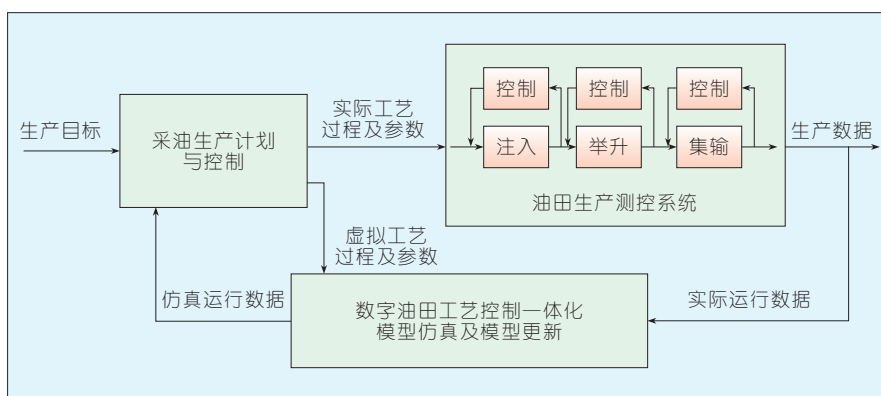 生产目标
采油生产计划
与控制
实际工艺
过程及参数
控制
控制
控制
注入
举升
集输
油田生产测控系统
生产数据
虚拟工艺
过程及参数
仿真运行数据
数字油田工艺控制一体化
模型仿真及模型更新
实际运行数据